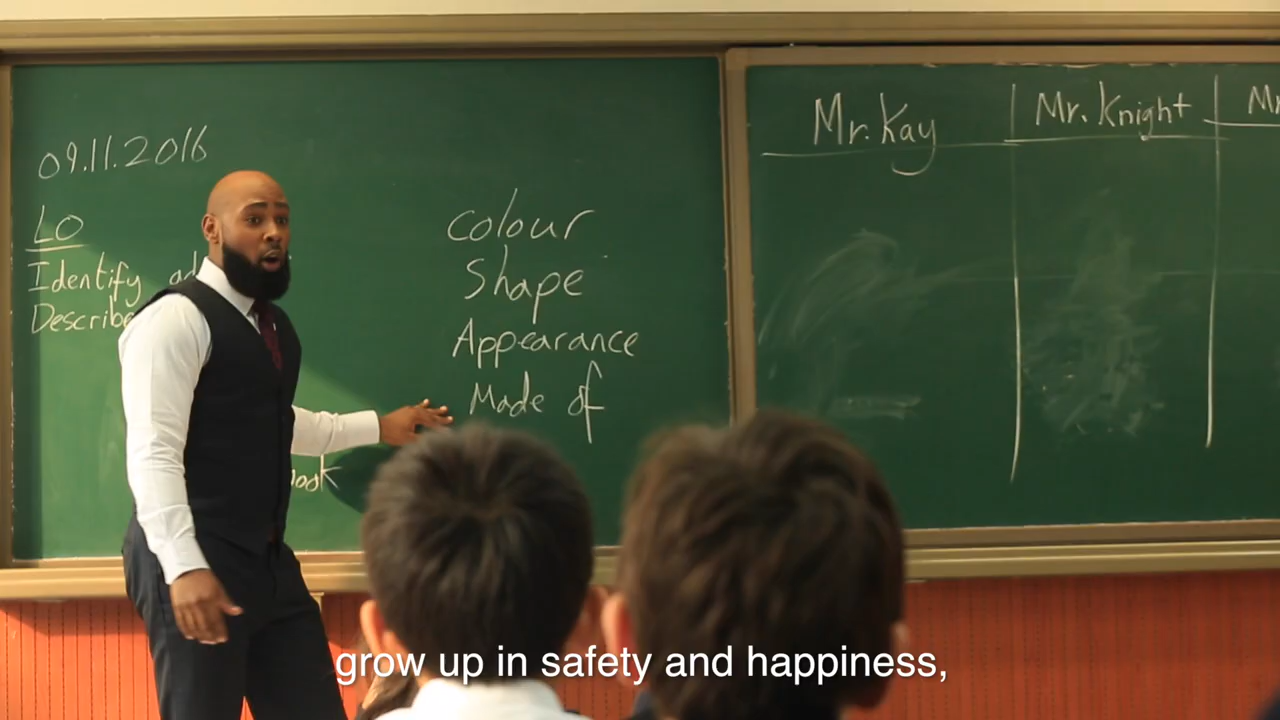 09.11.2016
LO
Identify
Describe
colour
Shape
Appearance
Made of
Mr. Kay
Mr. Knight
grow up in safety and happiness,